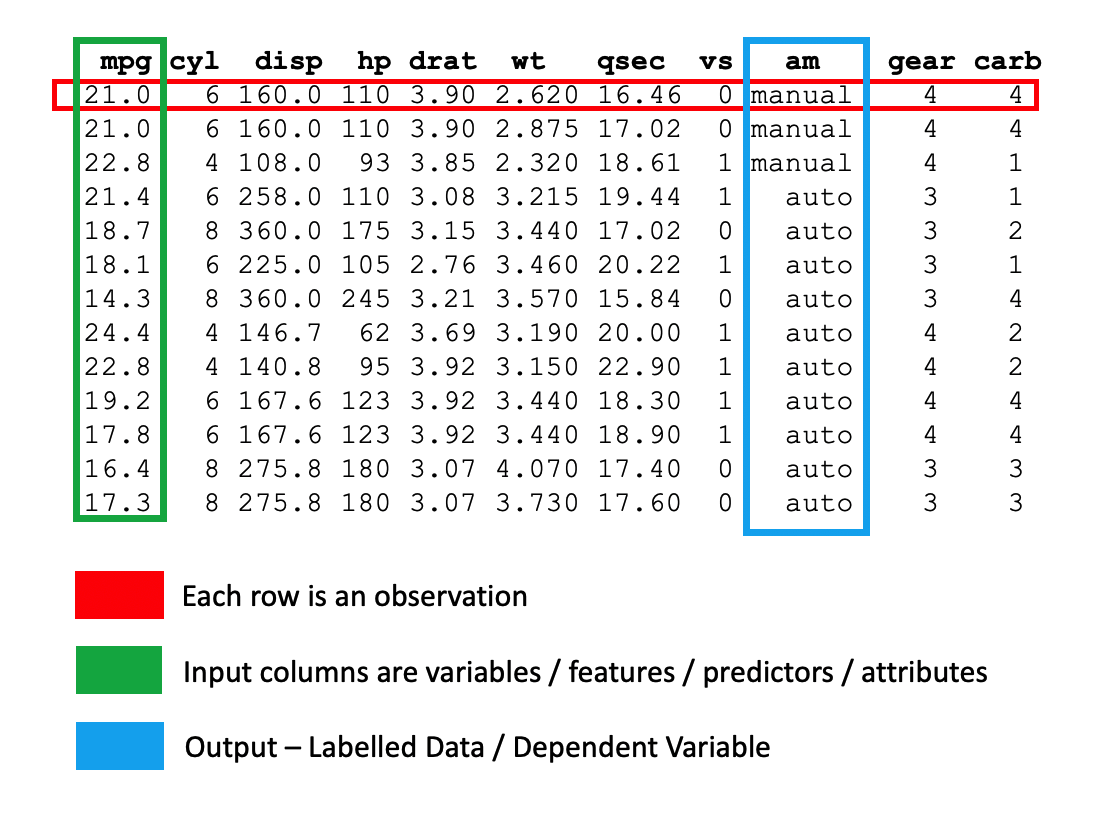 mpg cyl disp hp drat wt qsec vs am gear carb
21.0 6 160.0 110 3.90 2.620 16.46 0 manual 4 4
21.0 6 160.0 110 3.90 2.875 17.02 0 manual 4 4
22.8 4 108.0 93 3.85 2.320 18.61 1 manual 4 1
21.4 6 258.0 110 3.08 3.215 19.44 1 auto 3 1
18.7 8 360.0 175 3.15 3.440 17.02 0 auto 3 2
18.1 6 225.0 105 2.76 3.460 20.22 1 auto 3 1
14.3 8 360.0 245 3.21 3.570 15.84 0 auto 3 4
24.4 4 146.7 62 3.69 3.190 20.00 1 auto 4 2
22.8 4 140.8 95 3.92 3.150 22.90 1 auto 4 2
19.2 6 167.6 123 3.92 3.440 18.30 1 auto 4 4
17.8 6 167.6 123 3.92 3.440 18.90 1 auto 4 4
16.4 8 275.8 180 3.07 4.070 17.40 0 auto 3 3
17.3 8 275.8 180 3.07 3.730 17.60 0 auto 3 3
Each row is an observation
Input columns are variables / features / predictors / attributes
Output – Labelled Data / Dependent Variable